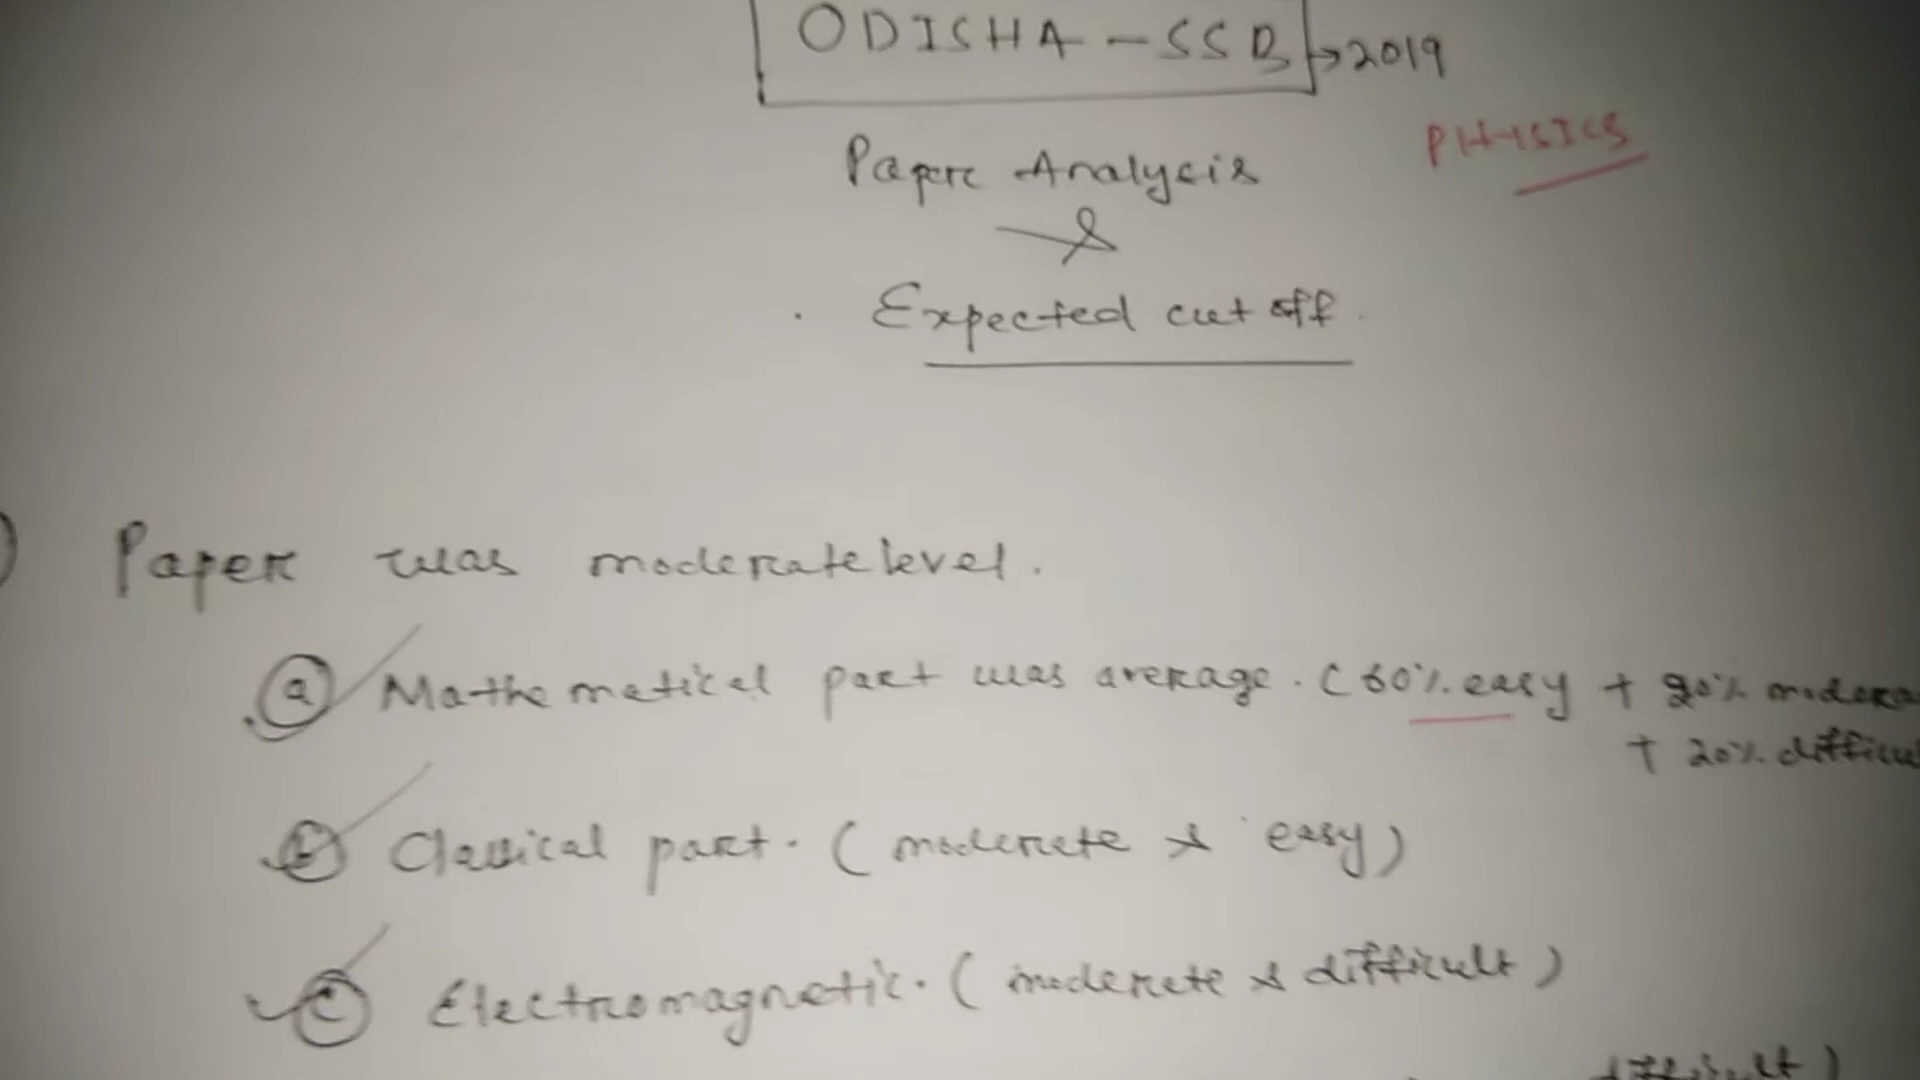 ODISHA - SSB → 2019
PHYSICS
Paper Analysis
&
Expected cut off
Paper was moderate level.
(a) Mathematical part was average. (60% easy + 20% modera
+ 20% difficu
(b) Classical part. (moderate & easy)
(c) Electromagnetic. (moderate & difficult)
difficult)